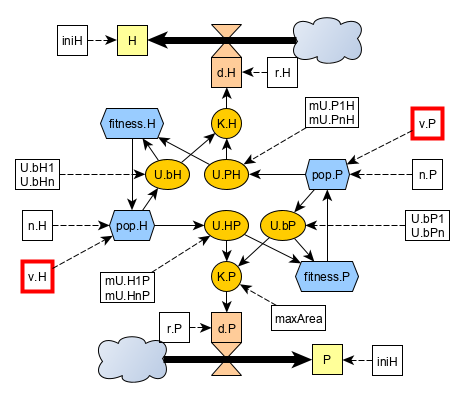 iniH
H
d.H
r.H
fitness.H
K.H
mU.P1H
mU.PnH
v.P
U.bH1
U.bHn
U.bH
U.PH
pop.P
n.P
n.H
pop.H
U.HP
U.bP
U.bP1
U.bPn
v.H
mU.H1P
mU.HnP
K.P
fitness.P
maxArea
r.P
d.P
P
iniH